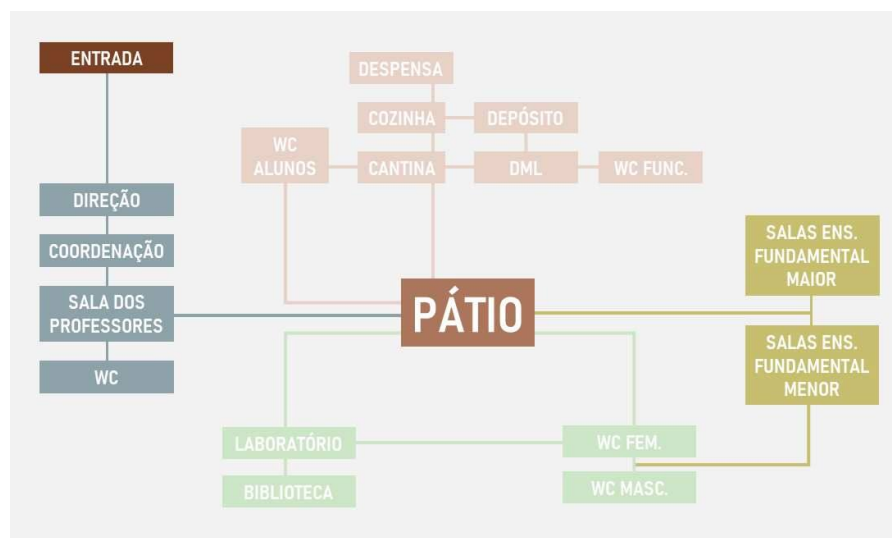 ENTRADA
DESPENSA
COZINHA
DEPÓSITO
WC
ALUNOS
CANTINA
DML
WC FUNC.
DIREÇÃO
COORDENAÇÃO
SALA DOS
PROFESSORES
WC
PÁTIO
SALAS ENS.
FUNDAMENTAL
MAIOR
SALAS ENS.
FUNDAMENTAL
MENOR
LABORATÓRIO
BIBLIOTECA
WC FEM.
WC MASC.